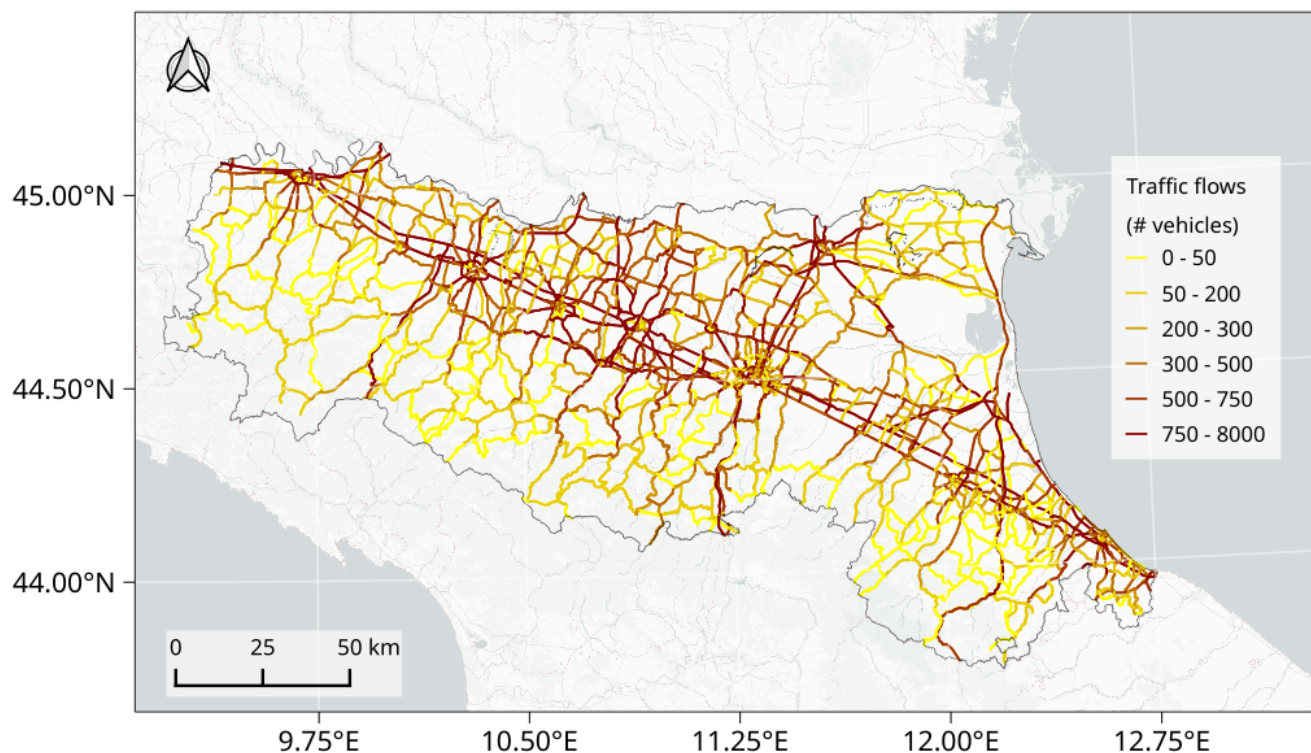 45.00°N
44.50°N
44.00°N
Traffic flows
(# vehicles)
0 - 50
50 - 200
200 - 300
300 - 500
500 - 750
750 - 8000
0 25 50 km
9.75°E 10.50°E 11.25°E 12.00°E 12.75°E